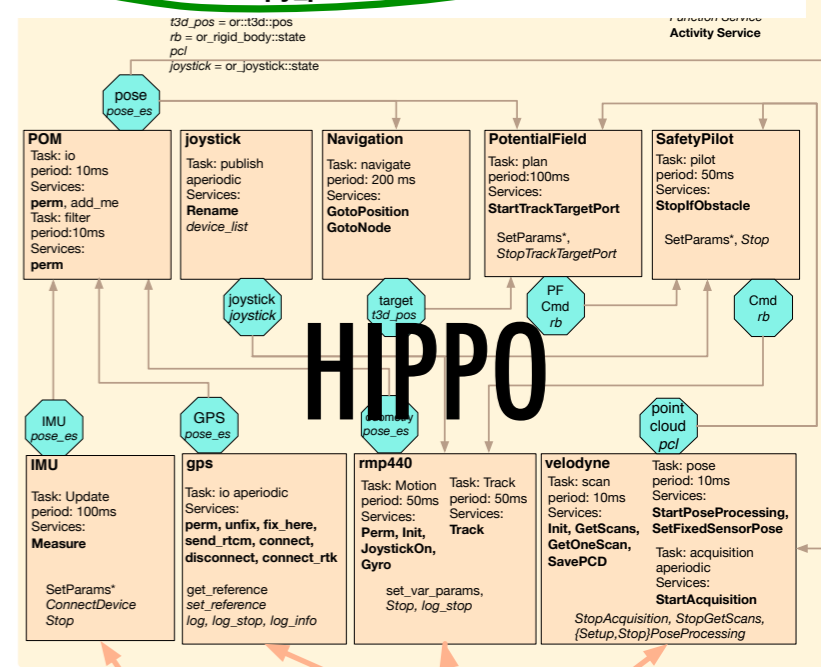 t3d_pos = or::t3d::pos
rb = or_rigid_body::state
pcl
joystick = or_joystick::state
Function Service
Activity Service
pose
pose_es
POM
Task: io
period: 10ms
Services:
perm, add_me
Task: filter
period:10ms
Services:
perm
joystick
Task: publish
aperiodic
Services:
Rename
device_list
Navigation
Task: navigate
period: 200 ms
Services:
GotoPosition
GotoNode
PotentialField
Task: plan
period:100ms
Services:
StartTrackTargetPort
SetParams*,
StopTrackTargetPort
SafetyPilot
Task: pilot
period: 50ms
Services:
StopIfObstacle
SetParams*, Stop
joystick
joystick
target
t3d_pos
PF
Cmd
rb
Cmd
rb
HIPPO
IMU
pose_es
GPS
pose_es
pose_es
point
cloud
pcl
IMU
Task: Update
period: 100ms
Services:
Measure
SetParams*
ConnectDevice
Stop
gps
Task: io aperiodic
Services:
perm, unfix, fix_here,
send_rtcm, connect,
disconnect, connect_rtk
get_reference
set_reference
log, log_stop, log_info
rmp440
Task: Motion
period: 50ms
Services:
Perm, Init,
JoystickOn,
Gyro
Task: Track
period: 50ms
Services:
Track
set_var_params,
Stop, log_stop
velodyne
Task: scan
period: 10ms
Services:
Init, GetScans,
GetOneScan,
SavePCD
Task: pose
period: 10ms
Services:
StartPoseProcessing,
SetFixedSensorPose
Task: acquisition
aperiodic
Services:
StartAcquisition
StopAcquisition, StopGetScans,
{Setup,Stop}PoseProcessing